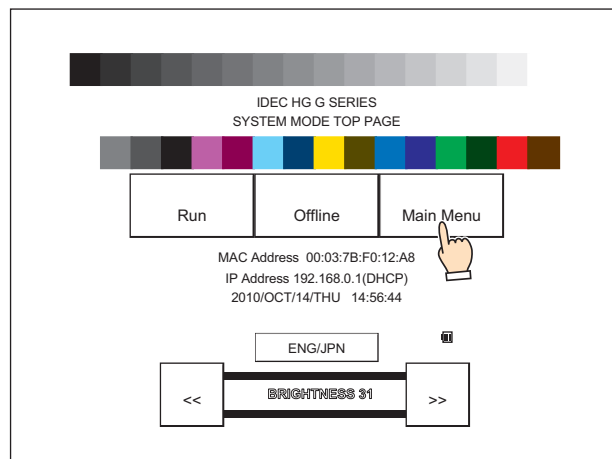 IDEC HG G SERIES
SYSTEM MODE TOP PAGE
Run Offline Main Menu
MAC Address 00:03:7B:F0:12:A8
IP Address 192.168.0.1(DHCP)
2010/OCT/14/THU 14:56:44
ENG/JPN
<< BRIGHTNESS 31 >>